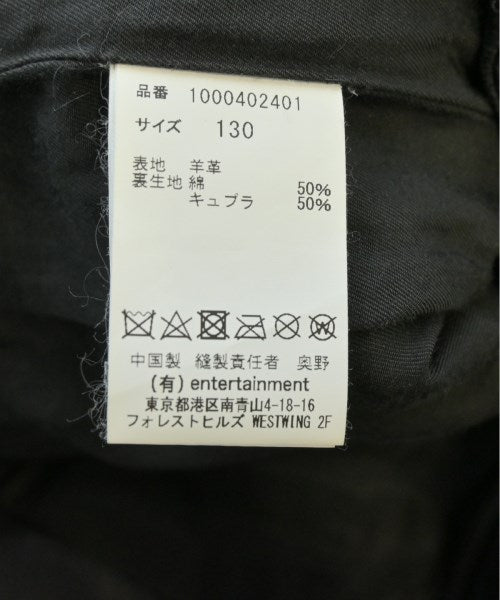 品番 1000402401
サイズ 130
表地 羊革
裏生地 綿 50%
キュプラ 50%
中国製 縫製責任者 奥野
(有) entertainment
東京都港区南青山4-18-16
フォレストヒルズ WESTWING 2F